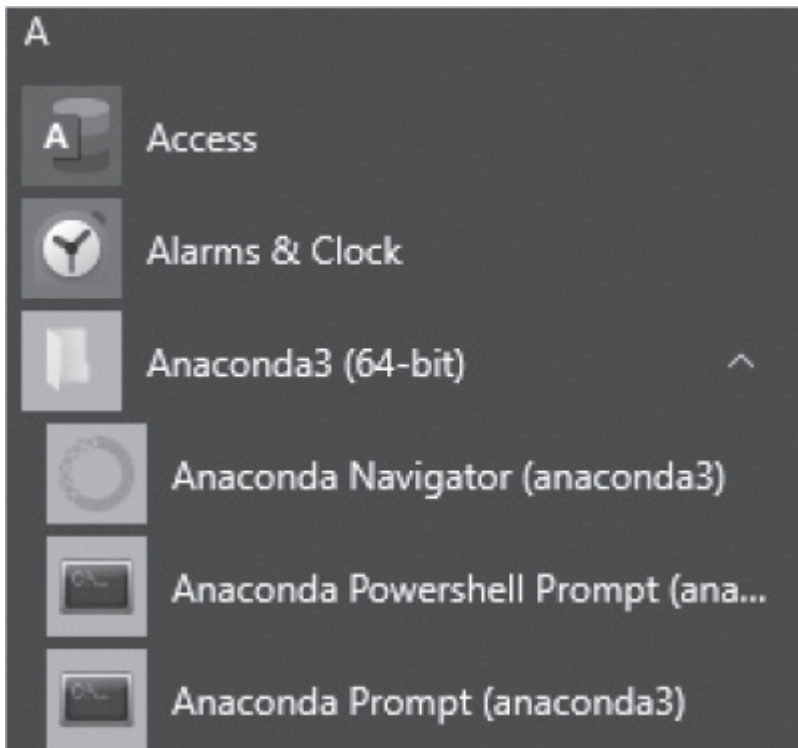 A
Access
Alarms & Clock
Anaconda3 (64-bit)
Anaconda Navigator (anaconda3)
Anaconda Powershell Prompt (ana...
Anaconda Prompt (anaconda3)